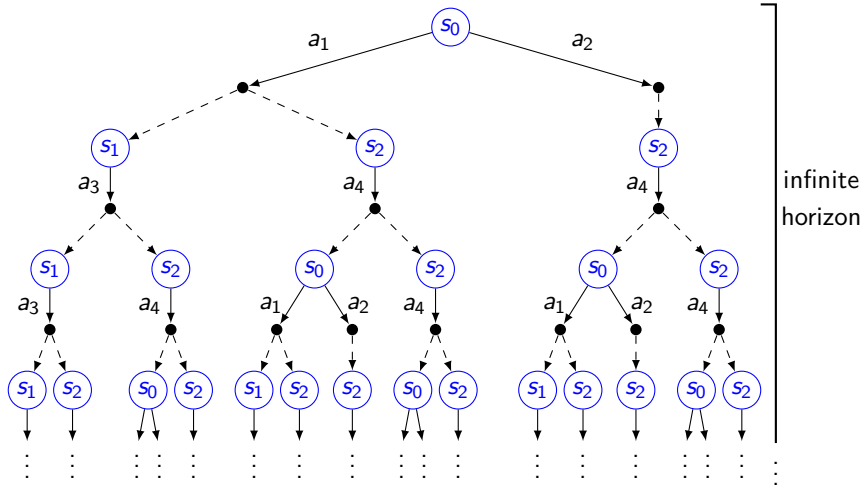 s0
a1 a2
s1 s2 s2
a3 a4 a4
infinite
horizon
s1 s2 s0 s2 s0 s2
a3 a4 a1 a2 a4 a1 a2 a4
s1 s2 s0 s2 s1 s2 s2 s0 s2 s1 s2 s2 s0 s2